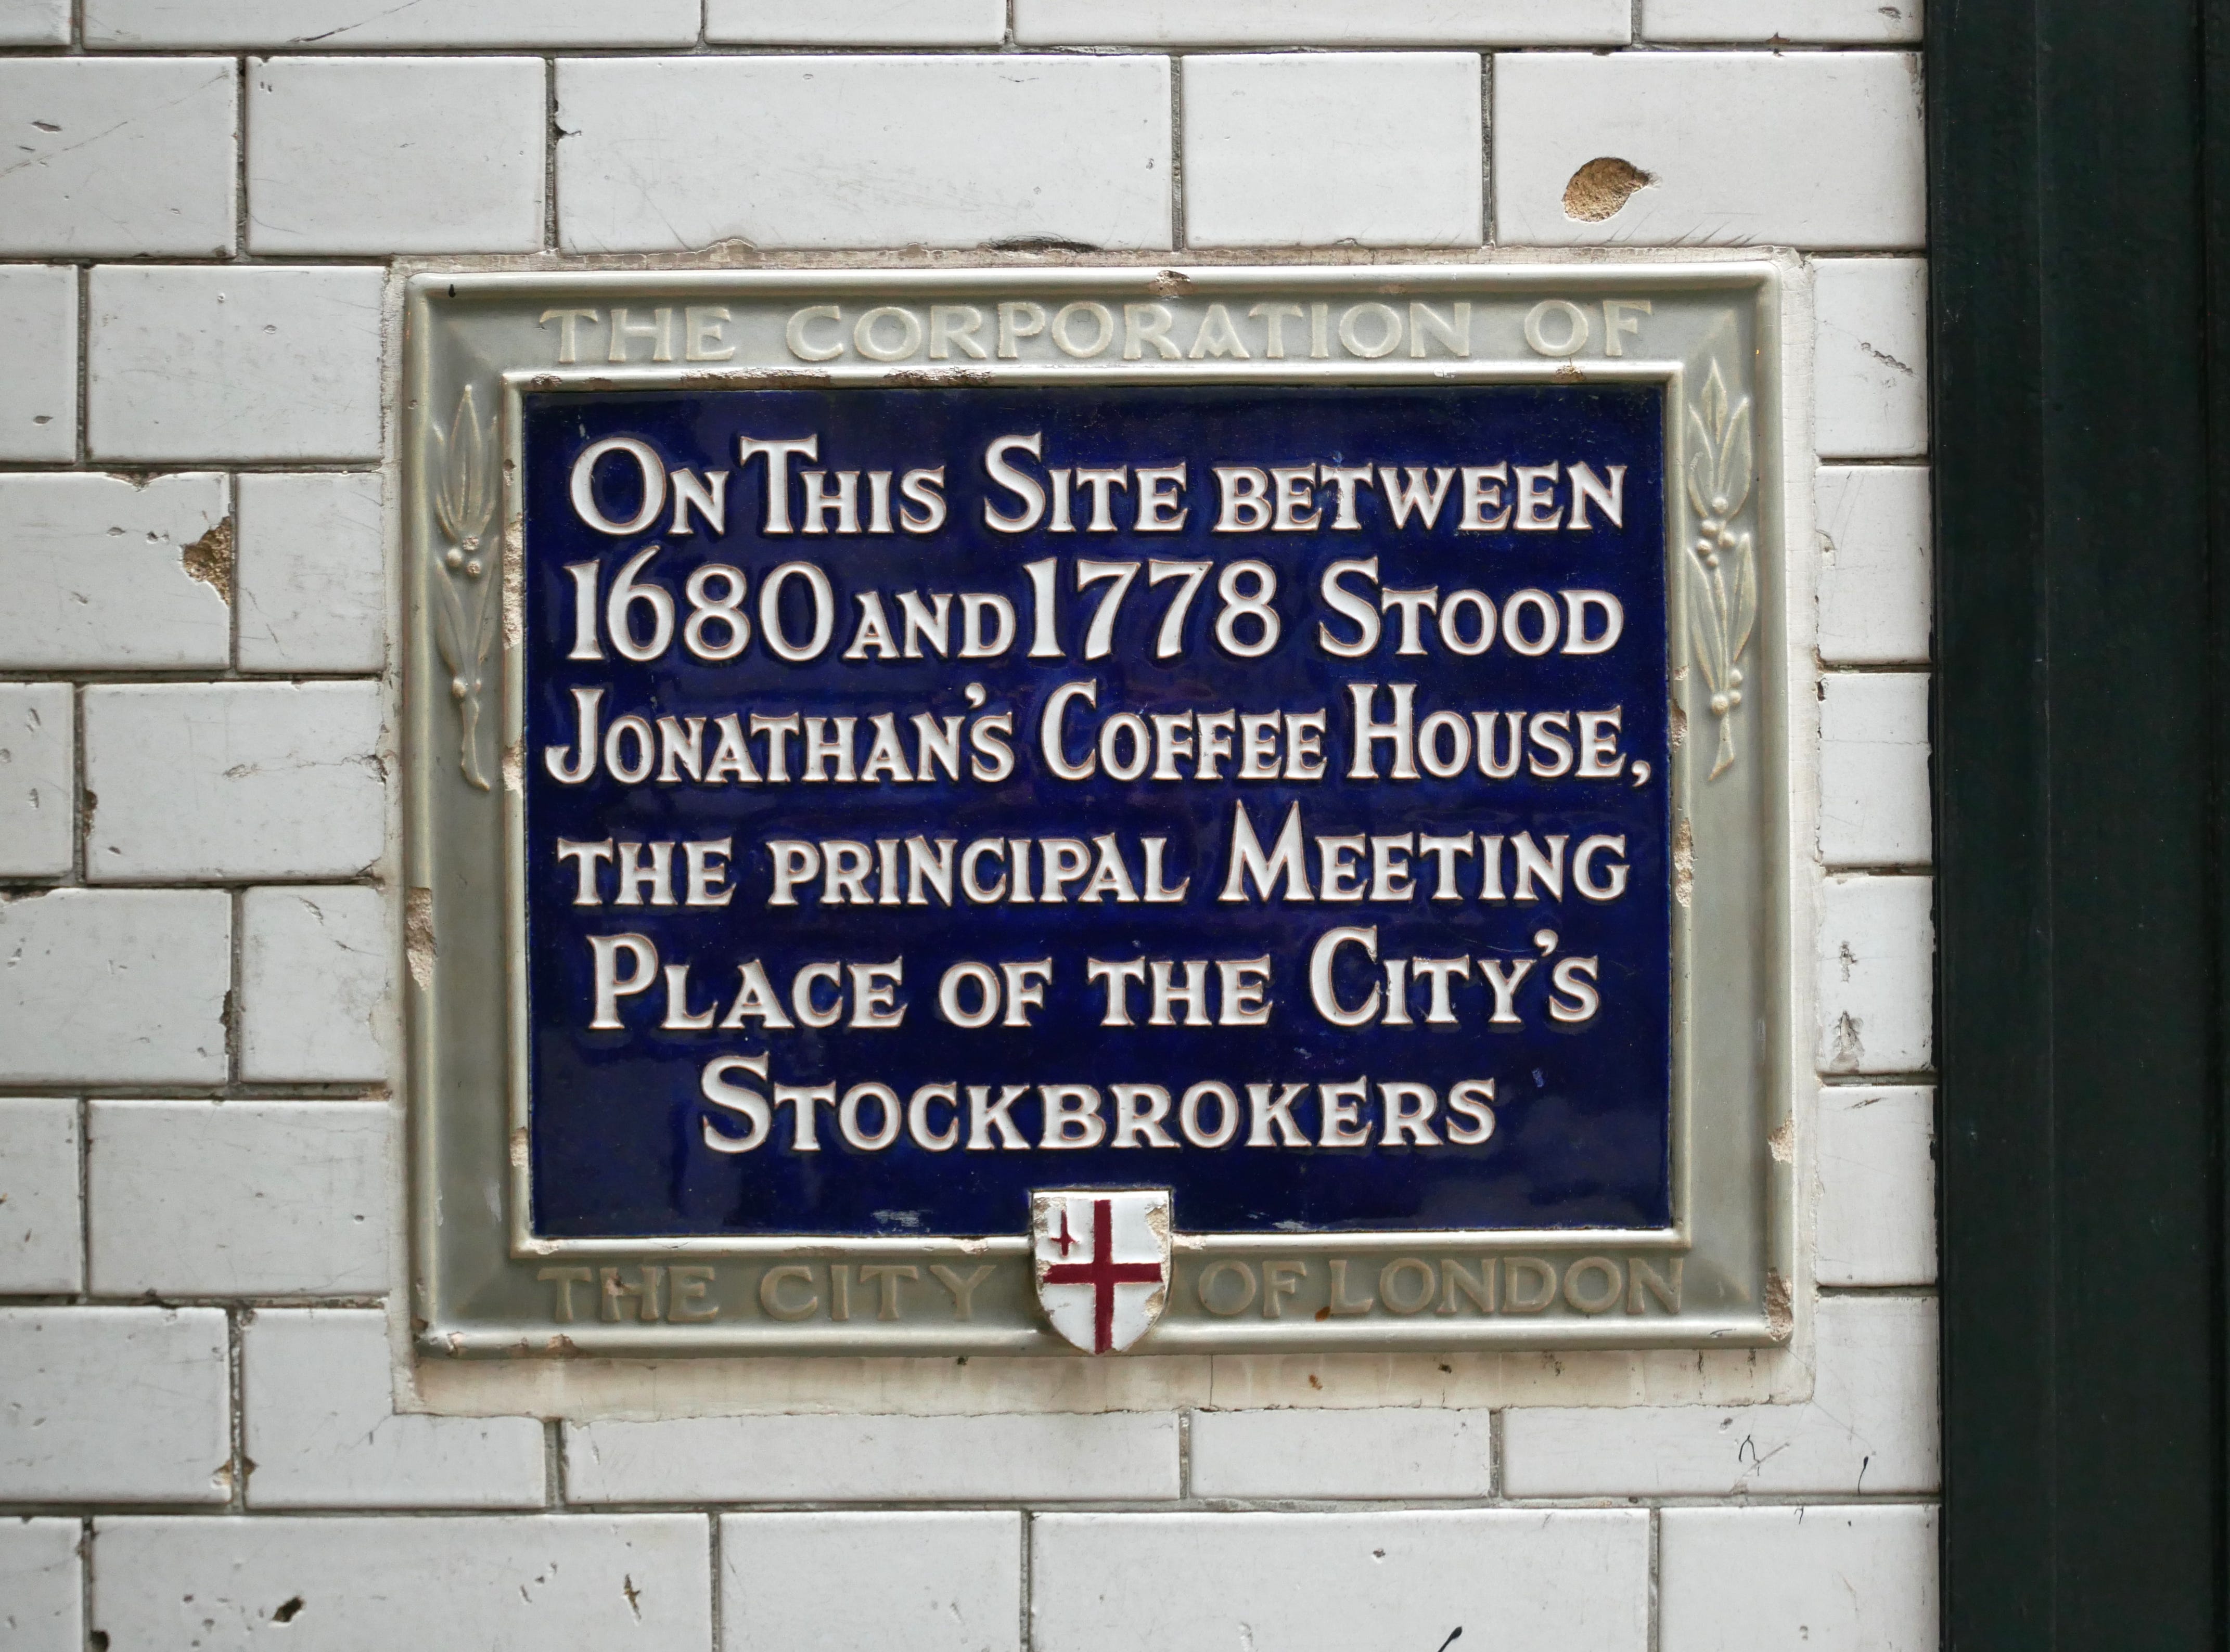 THE CORPORATION OF
ON THIS SITE BETWEEN
1680 AND 1778 STOOD
JONATHAN'S COFFEE HOUSE,
THE PRINCIPAL MEETING
PLACE OF THE CITY'S
STOCKBROKERS
THE CITY OF LONDON